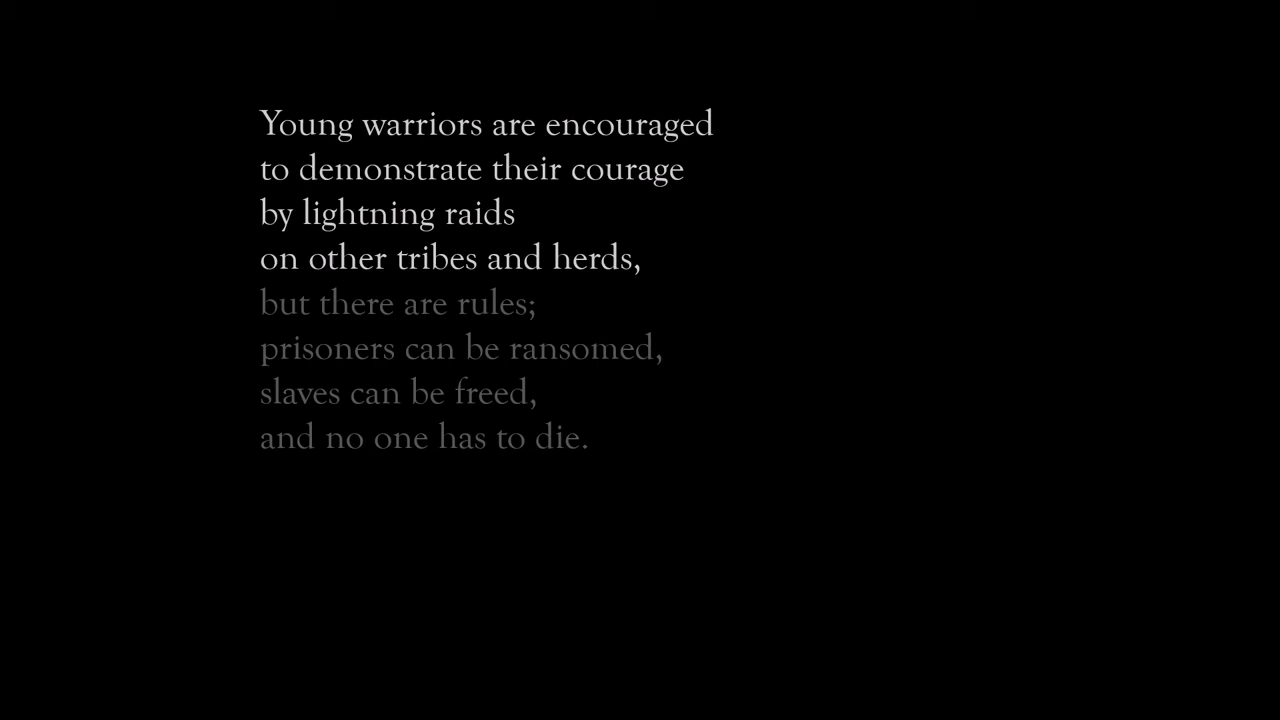 Young warriors are encouraged
to demonstrate their courage
by lightning raids
on other tribes and herds,
but there are rules;
prisoners can be ransomed,
slaves can be freed,
and no one has to die.